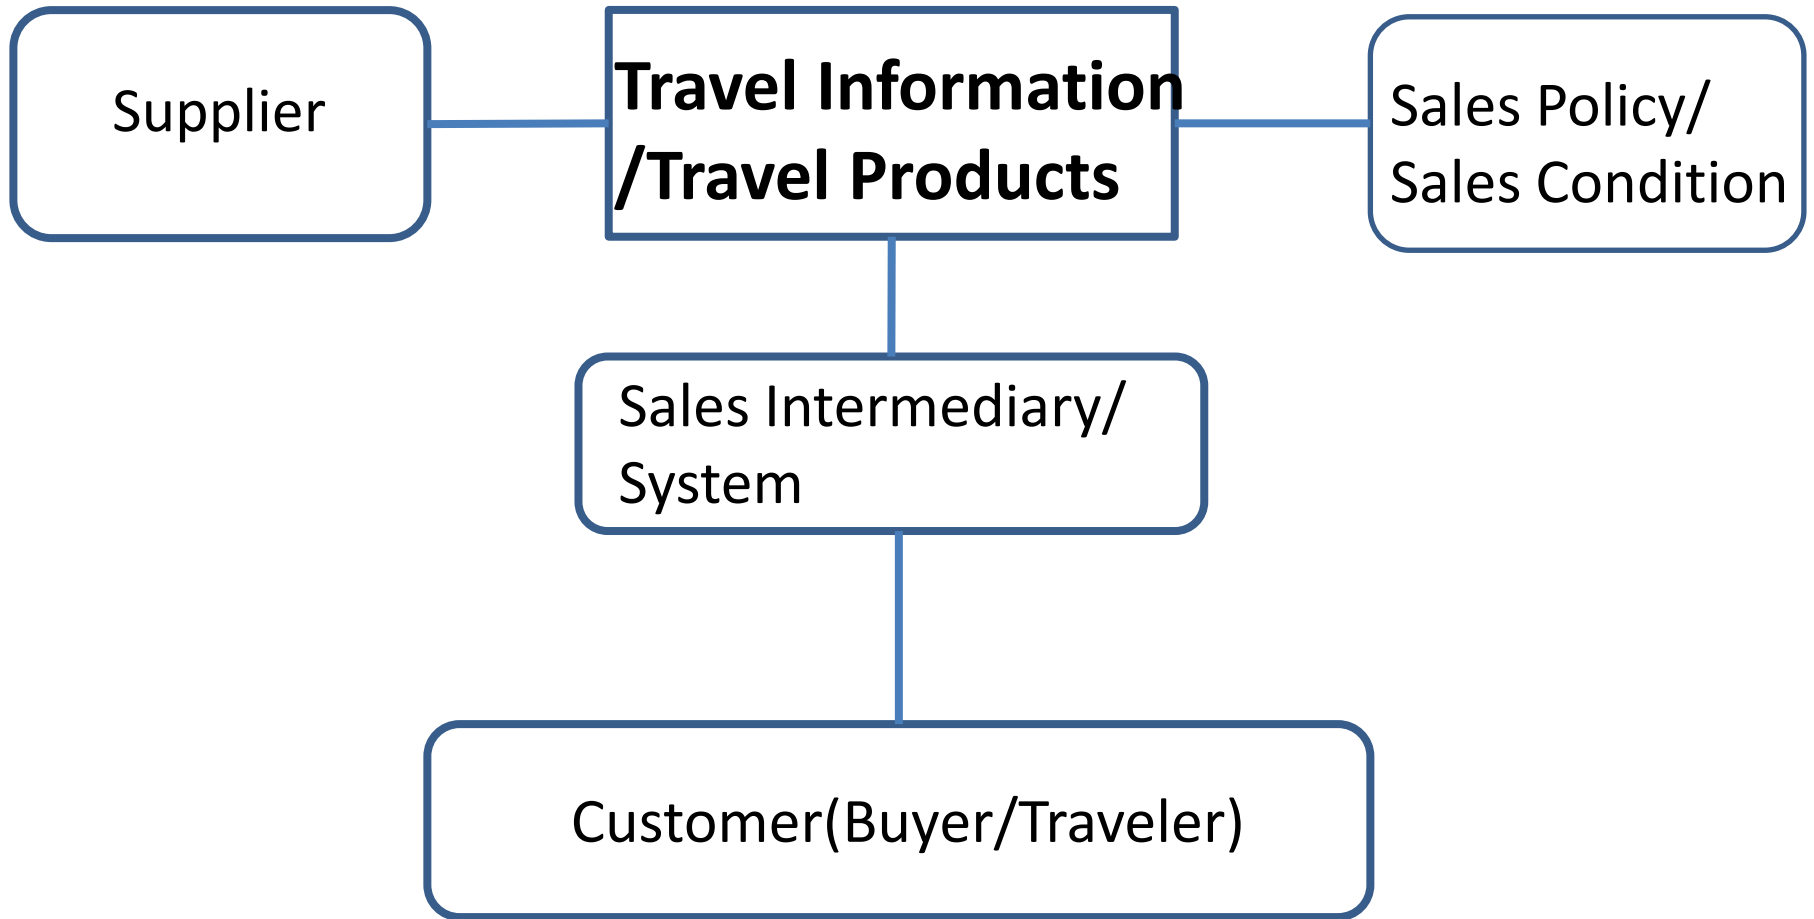 Supplier
Travel Information
/Travel Products
Sales Policy/
Sales Condition
Sales Intermediary/
System
Customer(Buyer/Traveler)